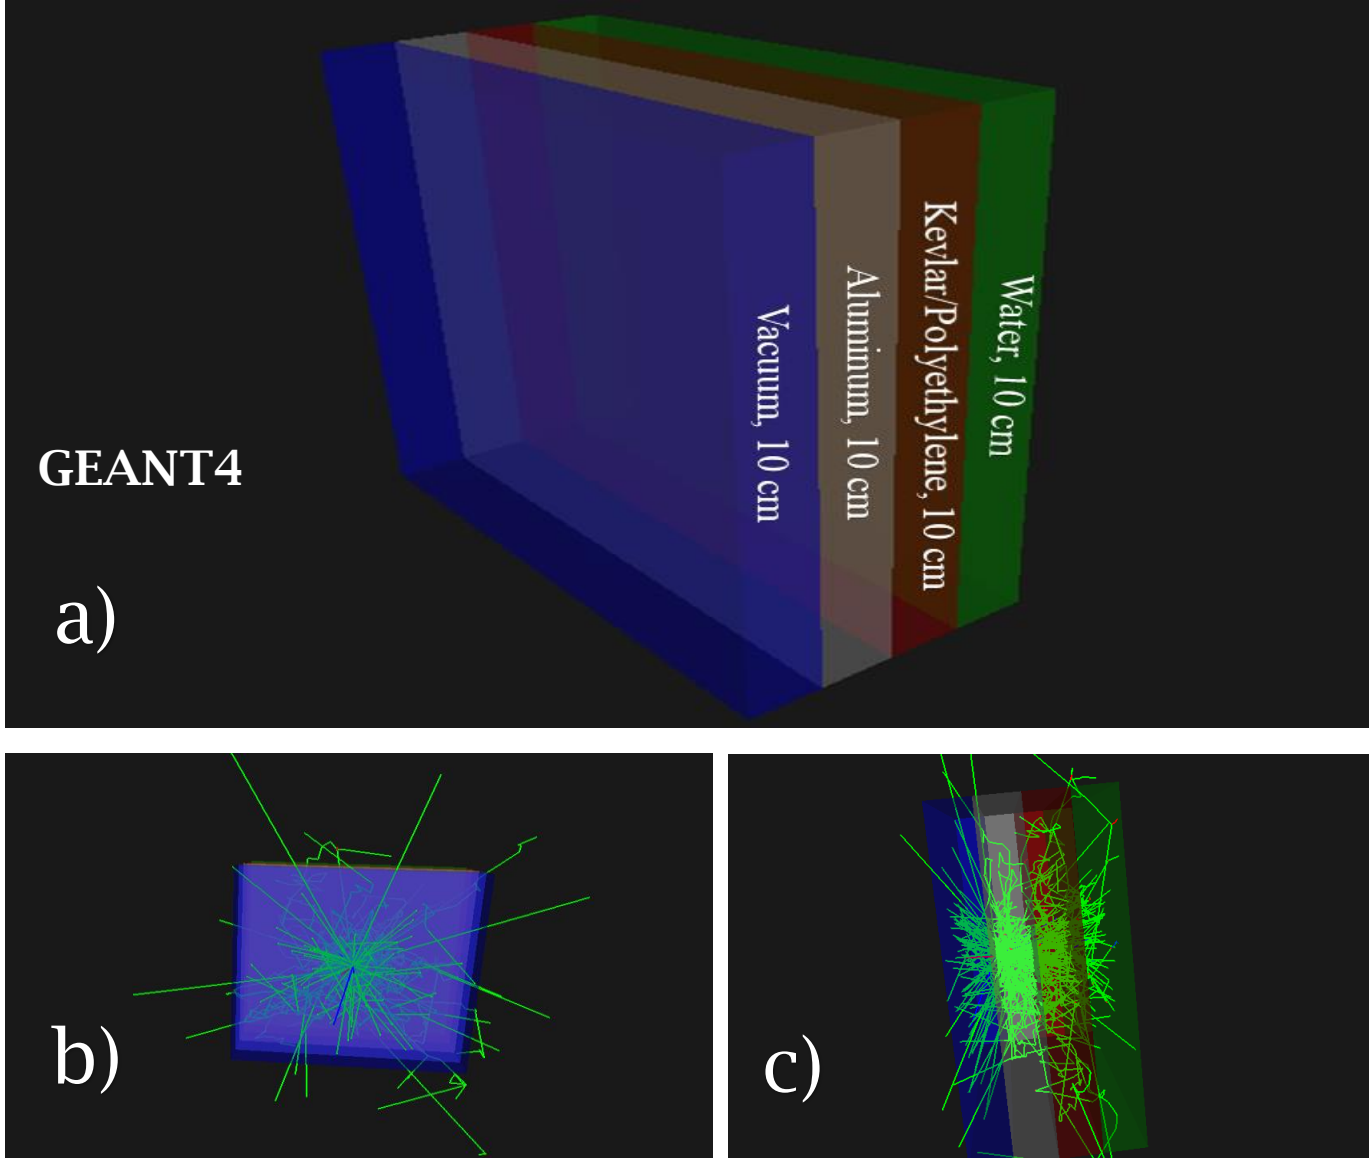 Vacuum, 10 cm
Aluminum, 10 cm
Kevlar/Polyethylene, 10 cm
Water, 10 cm
GEANT4
a)
b)
c)